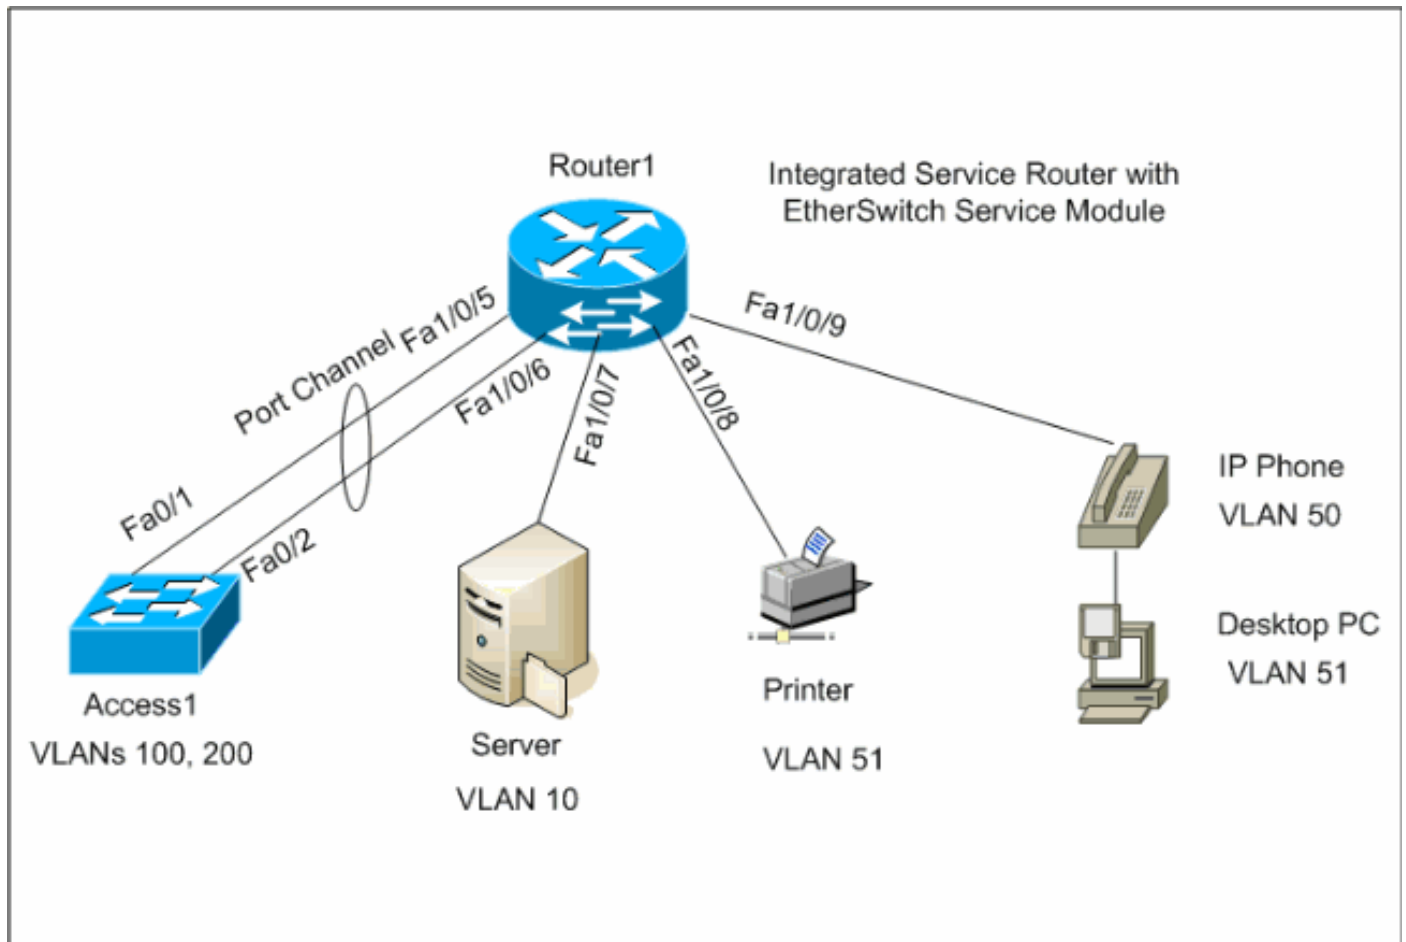 Router1
Integrated Service Router with
EtherSwitch Service Module
Port Channel
Fa1/0/5
Fa1/0/6
Fa1/0/7
Fa1/0/8
Fa1/0/9
Fa0/1
Fa0/2
IP Phone
VLAN 50
Desktop PC
VLAN 51
Access1
VLANs 100, 200
Server
VLAN 10
Printer
VLAN 51